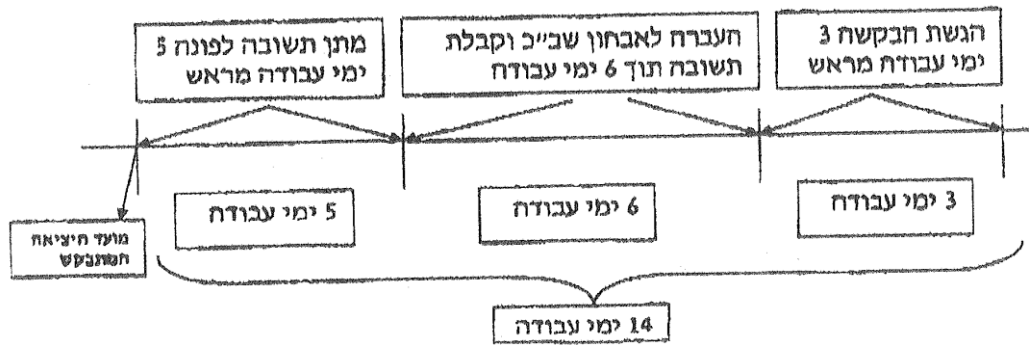 הגשת הבקשה 3
ימי עבודה מראש
העברה לאבחון שב״כ וקבלת
תשובה תוך 6 ימי עבודה
מתן תשובה לפונה 5
ימי עבודה מראש
3 ימי עבודה
6 ימי עבודה
5 ימי עבודה
מועד היציאה
המתבקש
14 ימי עבודה